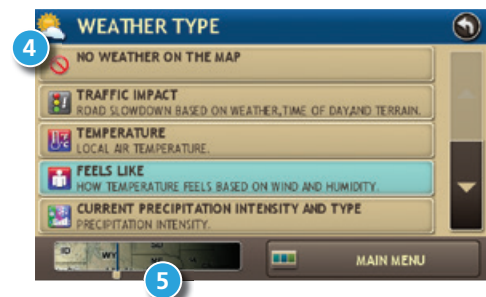 WEATHER TYPE
4
NO WEATHER ON THE MAP
TRAFFIC IMPACT
ROAD SLOWDOWN BASED ON WEATHER,TIME OF DAY,AND TERRAIN.
TEMPERATURE
LOCAL AIR TEMPERATURE.
FEELS LIKE
HOW TEMPERATURE FEELS BASED ON WIND AND HUMIDITY.
CURRENT PRECIPITATION INTENSITY AND TYPE
PRECIPITATION INTENSITY.
WY
5
MAIN MENU